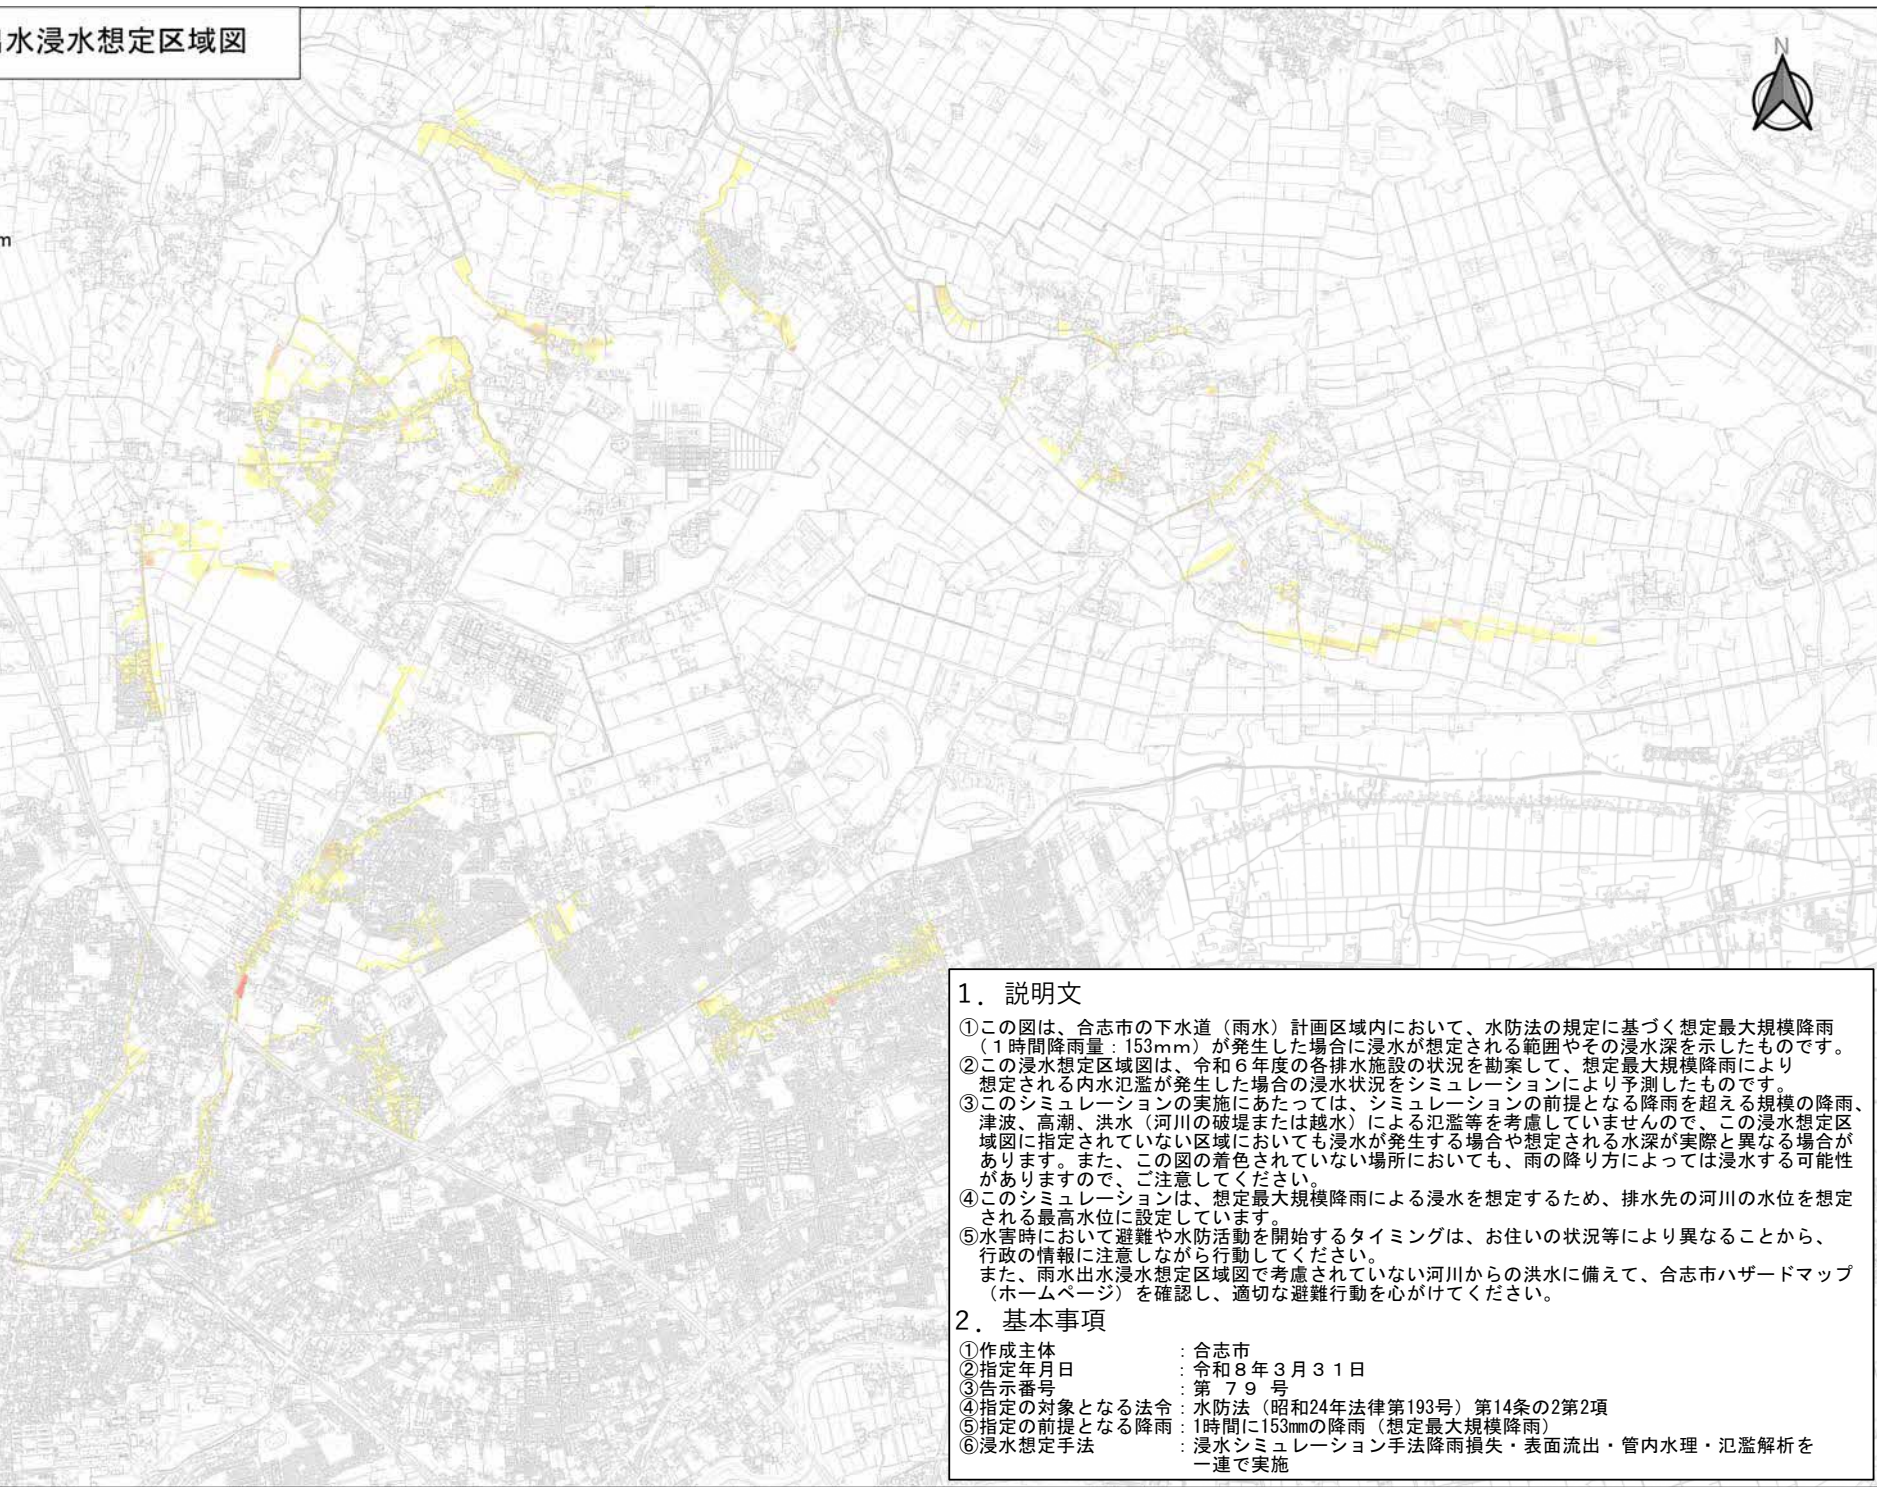 水浸水想定区域図
N
m
1．説明文
①この図は、合志市の下水道（雨水）計画区域内において、水防法の規定に基づく想定最大規模降雨
（１時間降雨量：153mm）が発生した場合に浸水が想定される範囲やその浸水深を示したものです。
②この浸水想定区域図は、令和６年度の各排水施設の状況を勘案して、想定最大規模降雨により
想定される内水氾濫が発生した場合の浸水状況をシミュレーションにより予測したものです。
③このシミュレーションの実施にあたっては、シミュレーションの前提となる降雨を超える規模の降雨、
津波、高潮、洪水（河川の破堤または越水）による氾濫等を考慮していませんので、この浸水想定区
域図に指定されていない区域においても浸水が発生する場合や想定される水深が実際と異なる場合が
あります。また、この図の着色されていない場所においても、雨の降り方によっては浸水する可能性
がありますので、ご注意してください。
④このシミュレーションは、想定最大規模降雨による浸水を想定するため、排水先の河川の水位を想定
される最高水位に設定しています。
⑤水害時において避難や水防活動を開始するタイミングは、お住いの状況等により異なることから、
行政の情報に注意しながら行動してください。
また、雨水出水浸水想定区域図で考慮されていない河川からの洪水に備えて、合志市ハザードマップ
（ホームページ）を確認し、適切な避難行動を心がけてください。
2．基本事項
①作成主体　：合志市
②指定年月日　：令和８年３月３１日
③告示番号　：第 ７９ 号
④指定の対象となる法令：水防法（昭和24年法律第193号）第14条の2第2項
⑤指定の前提となる降雨：1時間に153mmの降雨（想定最大規模降雨）
⑥浸水想定手法　：浸水シミュレーション手法降雨損失・表面流出・管内水理・氾濫解析を
一連で実施